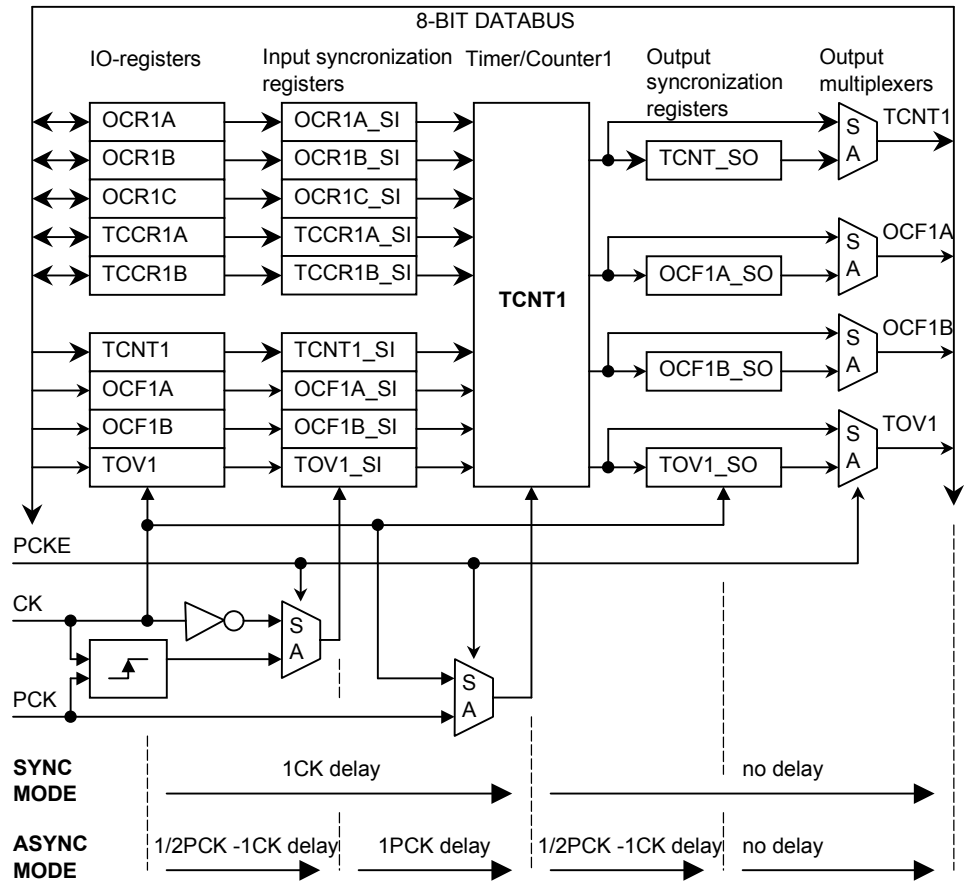 8-BIT DATABUS
IO-registers
Input syncronization
registers
Timer/Counter1
Output
syncronization
registers
Output
multiplexers
OCR1A
OCR1A_SI
OCR1B
OCR1B_SI
OCR1C
OCR1C_SI
TCCR1A
TCCR1A_SI
TCCR1B
TCCR1B_SI
TCNT1
TCNT1_SI
OCF1A
OCF1A_SI
OCF1B
OCF1B_SI
TOV1
TOV1_SI
TCNT1
TCNT_SO
S
A
TCNT1
OCF1A_SO
S
A
OCF1A
OCF1B_SO
S
A
OCF1B
TOV1_SO
S
A
TOV1
PCKE
CK
S
A
PCK
S
A
SYNC
MODE
1CK delay
no delay
ASYNC
MODE
1/2PCK -1CK delay
1PCK delay
1/2PCK -1CK delay
no delay